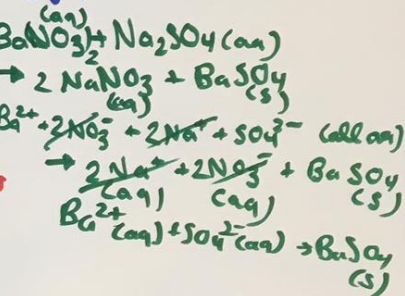 (aq)
BaNO3)2 + Na2SO4 (aq)
→ 2 NaNO3 + BaSO4
(aq) (s)
Ba2+ + 2NO3- + 2Na+ + SO42- (all aq)
→ 2Na+ + 2NO3- + BaSO4
(aq) (aq) (s)
Ba2+(aq) + SO42-(aq) → BaSO4
(s)